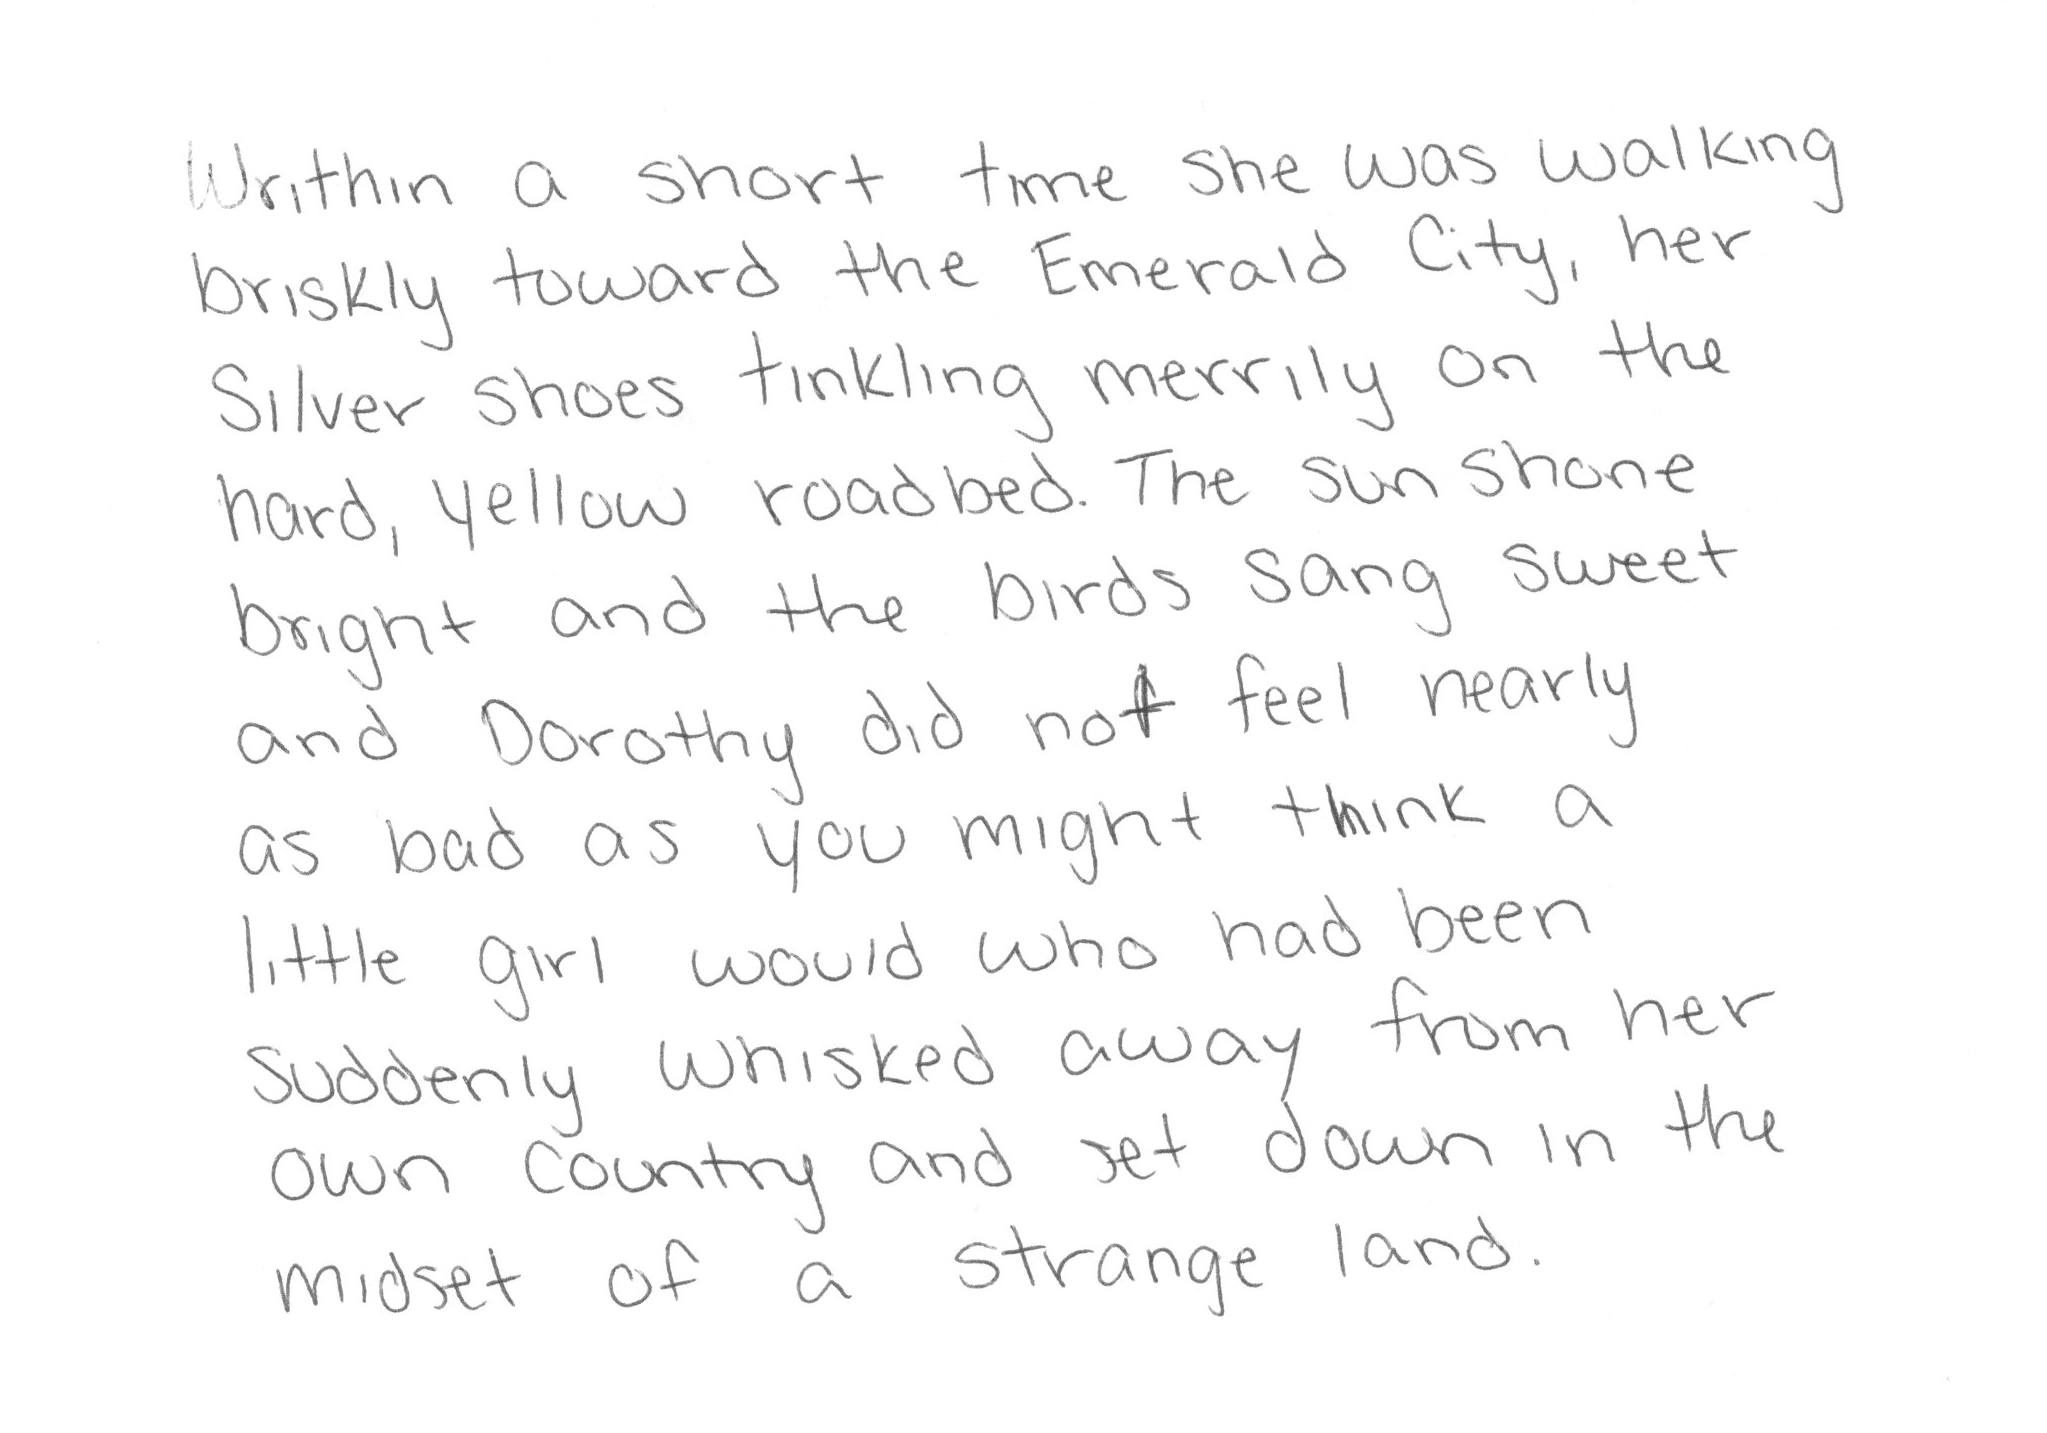 Writhin a short time she was walking
briskly toward the Emerald City, her
Silver shoes tinkling merrily on the
hard, yellow roadbed. The sun shone
bright and the birds sang sweet
and Dorothy did not feel nearly
as bad as you might think a
little girl would who had been
suddenly whisked away from her
own country and set down in the
midset of a strange land.